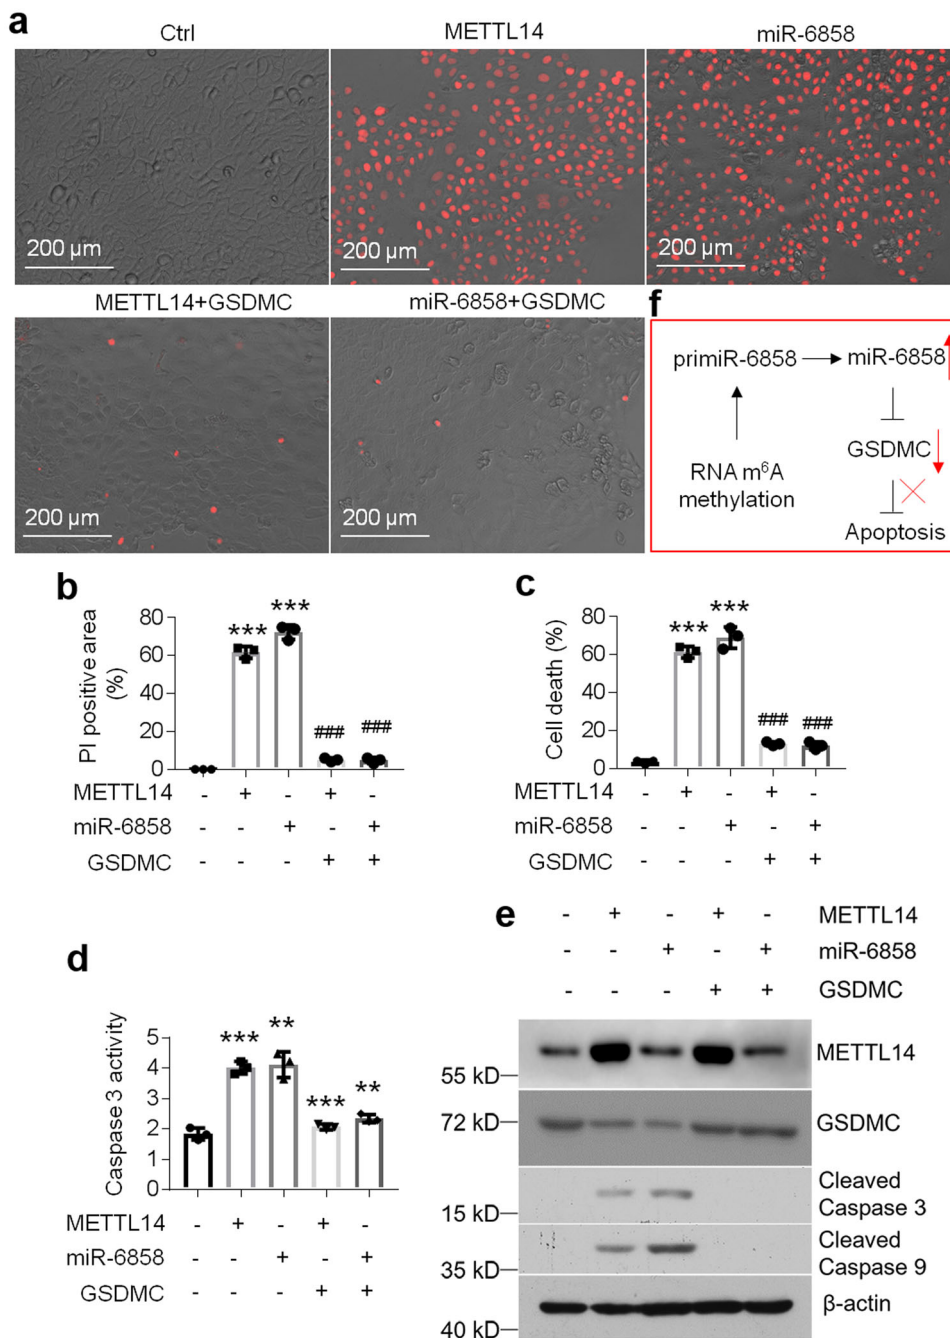 a
Ctrl
METTL14
miR-6858
200 µm
200 µm
200 µm
METTL14+GSDMC
miR-6858+GSDMC
200 µm
200 µm
f
primiR-6858
miR-6858
GSDMC
RNA m⁶A
methylation
Apoptosis
b
PI positive area
(%)
80
60
40
20
0
***
***
###
###
METTL14 - + - + -
miR-6858 - - + - +
GSDMC - - - + +
c
Cell death (%)
80
60
40
20
0
***
***
###
###
METTL14 - + - + -
miR-6858 - - + - +
GSDMC - - - + +
d
Caspase 3 activity
5
4
3
2
1
0
***
**
***
**
METTL14 - + - + -
miR-6858 - - + - +
GSDMC - - - + +
e
- + - + - METTL14
- - + - + miR-6858
- - - + + GSDMC
METTL14
55 kD
72 kD
GSDMC
Cleaved
Caspase 3
15 kD
Cleaved
Caspase 9
35 kD
β-actin
40 kD